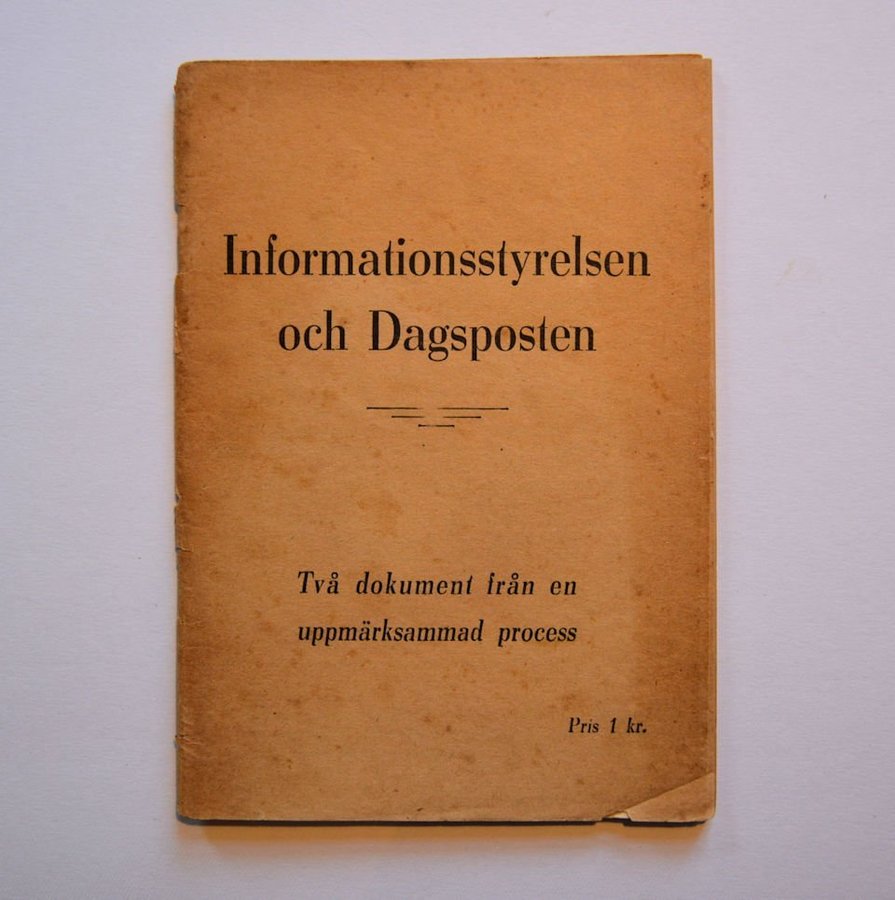 Informationsstyrelsen
och Dagsposten
Två dokument från en
uppmärksammad process
Pris 1 kr.